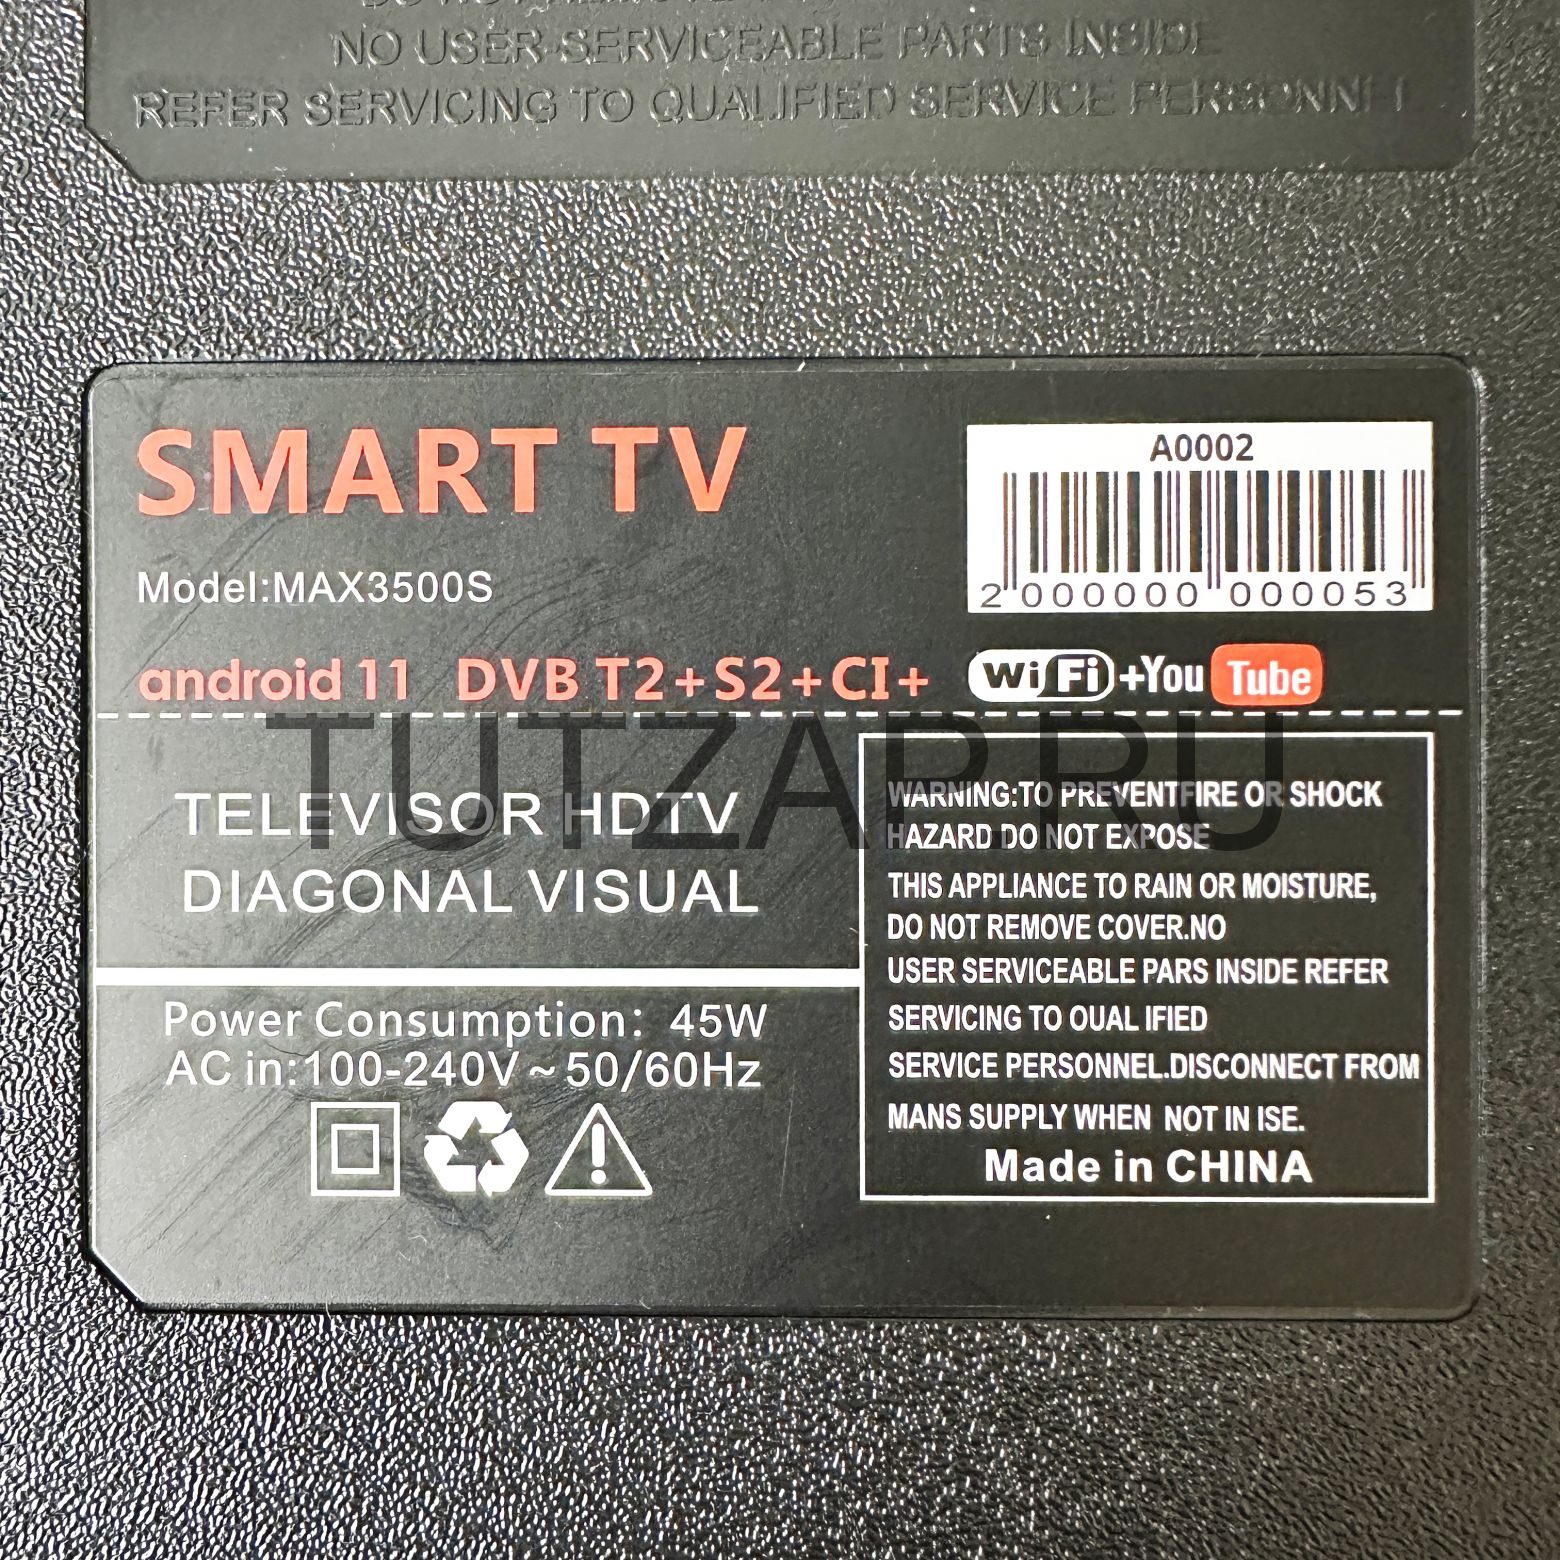 NO USER-SERVICEABLE PARTS INSIDE
REFER SERVICING TO QUALIFIED SERVICE PERSONNEL
SMART TV
A0002
2 000000 000053
Model:MAX3500S
android 11 DVB T2+S2+CI+ WiFi+YouTube
TUTZAP.RU
TELEVISOR HDTV
DIAGONAL VISUAL
WARNING:TO PREVENTFIRE OR SHOCK
HAZARD DO NOT EXPOSE
THIS APPLIANCE TO RAIN OR MOISTURE,
DO NOT REMOVE COVER.NO
USER SERVICEABLE PARS INSIDE REFER
SERVICING TO OUAL IFIED
SERVICE PERSONNEL.DISCONNECT FROM
MANS SUPPLY WHEN NOT IN ISE.
Made in CHINA
Power Consumption: 45W
AC in:100-240V ~ 50/60Hz